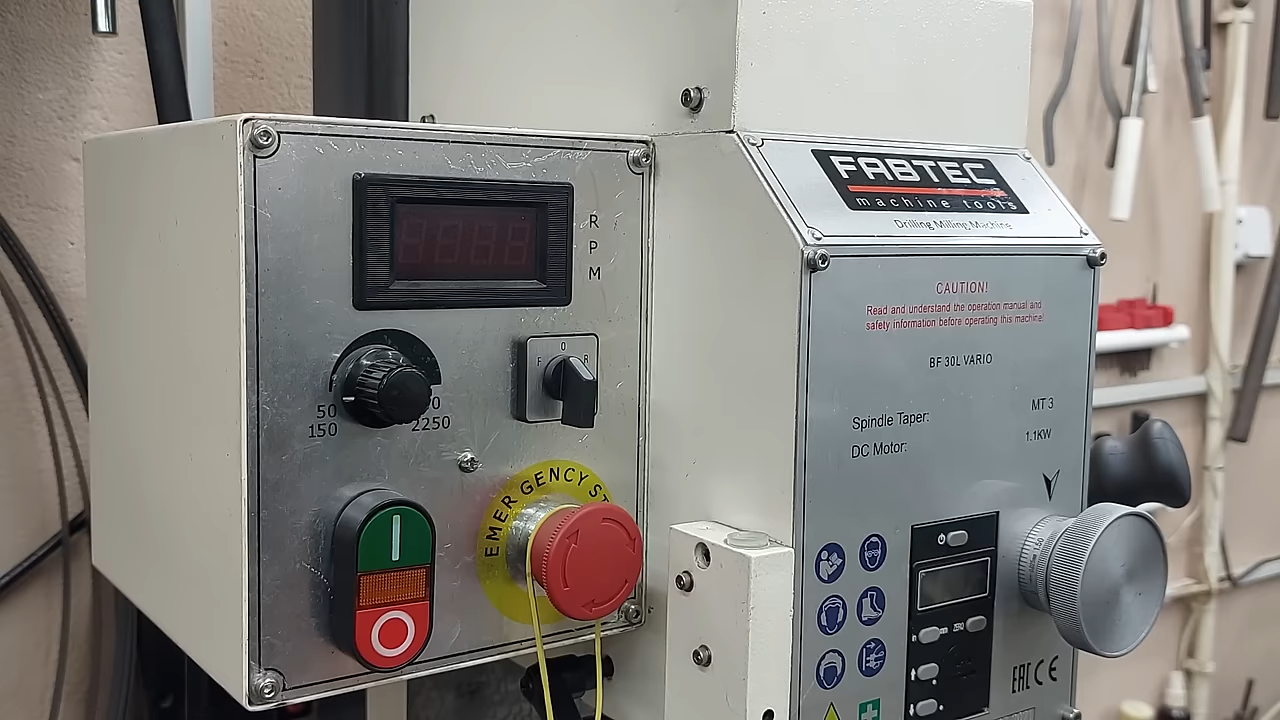 RPM
F O R
50
150
2250
EMERGENCY
FABTEC
machine tools
Drilling Milling Machine
CAUTION!
Read and understand the operation manual and
safety information before operating this machine!
BF 30L VARIO
Spindle Taper: MT 3
DC Motor: 1.1KW
in mm ZERO
EAC CE